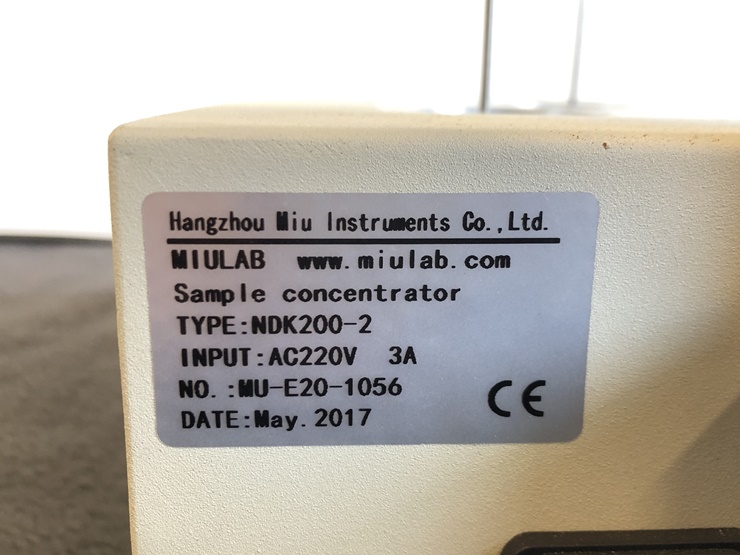 Hangzhou Miu Instruments Co.,Ltd.
MIULAB www.miulab.com
Sample concentrator
TYPE:NDK200-2
INPUT:AC220V 3A
NO.:MU-E20-1056
DATE:May.2017
CE